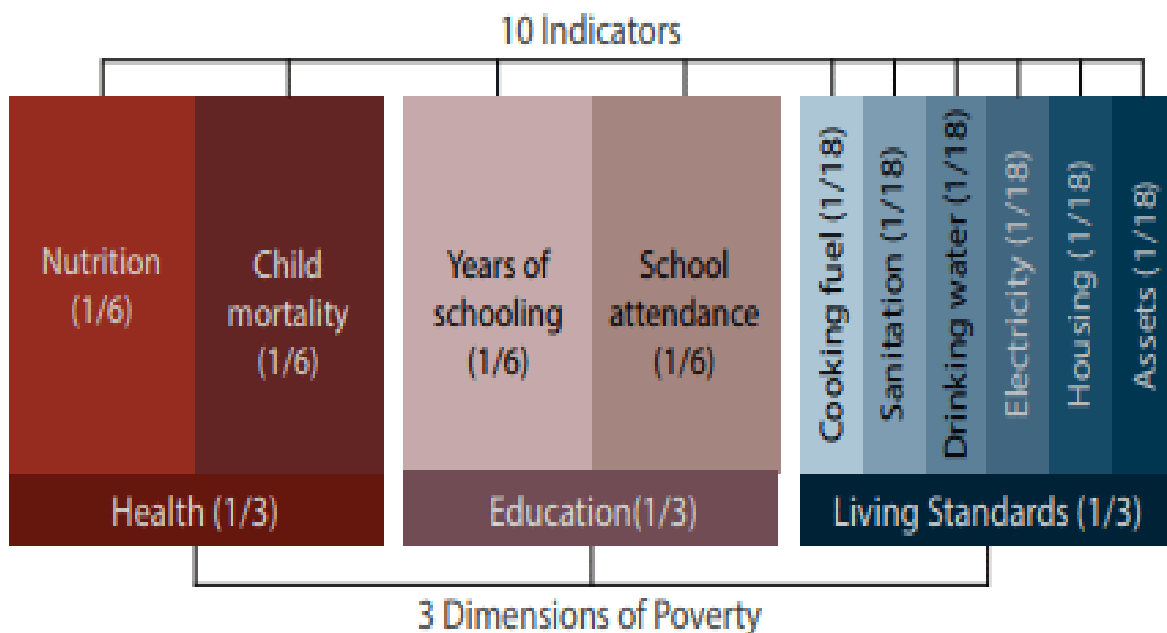 10 Indicators
Nutrition
(1/6)
Child
mortality
(1/6)
Years of
schooling
(1/6)
School
attendance
(1/6)
Cooking fuel (1/18)
Sanitation (1/18)
Drinking water (1/18)
Electricity (1/18)
Housing (1/18)
Assets (1/18)
Health (1/3)
Education(1/3)
Living Standards (1/3)
3 Dimensions of Poverty